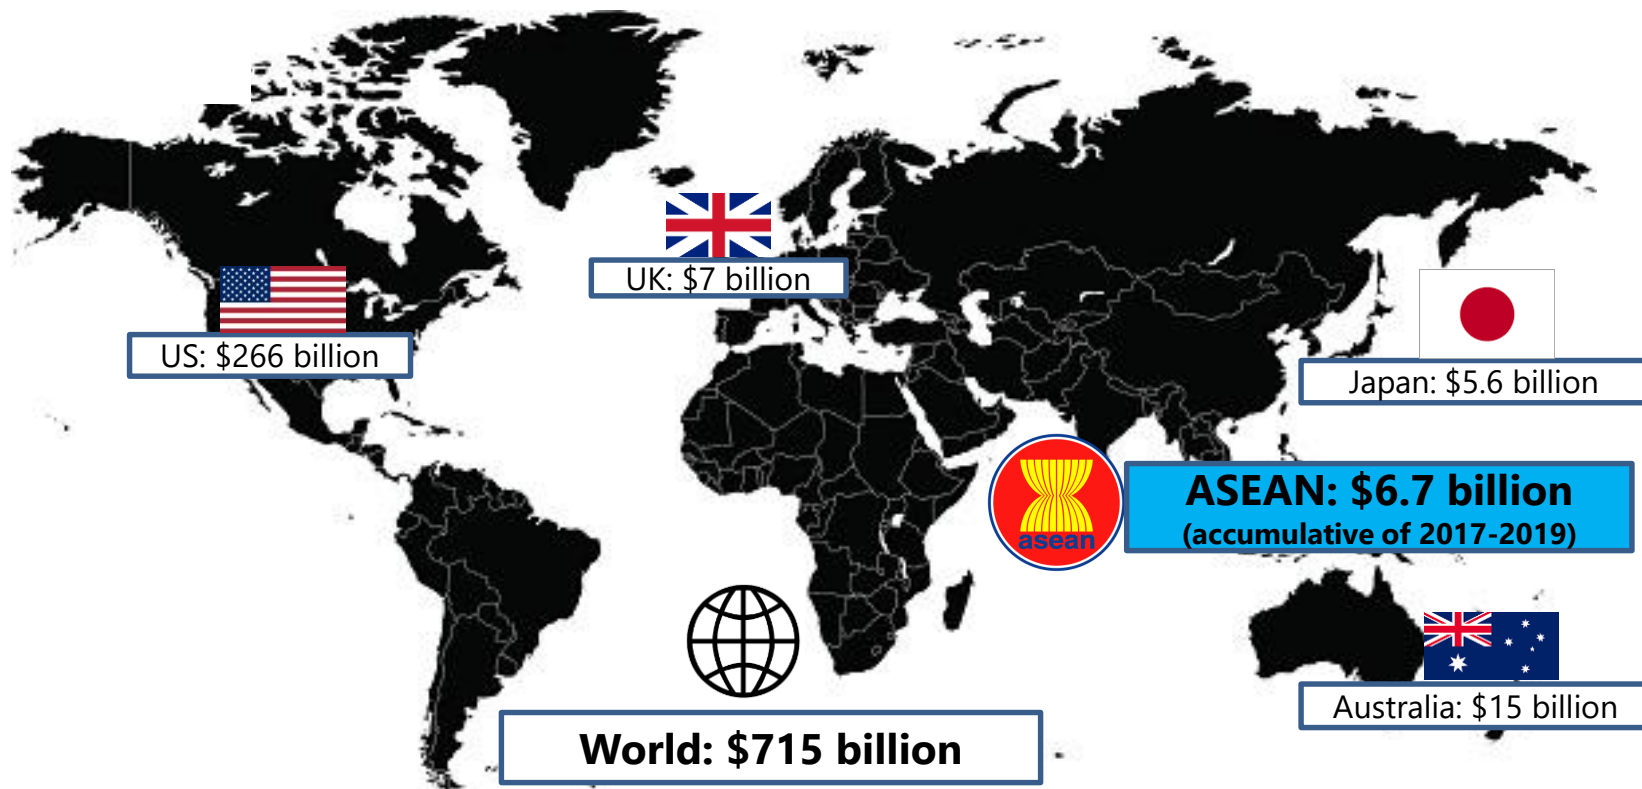 UK: $7 billion
US: $266 billion
Japan: $5.6 billion
ASEAN: $6.7 billion
(accumulative of 2017-2019)
asean
Australia: $15 billion
World: $715 billion